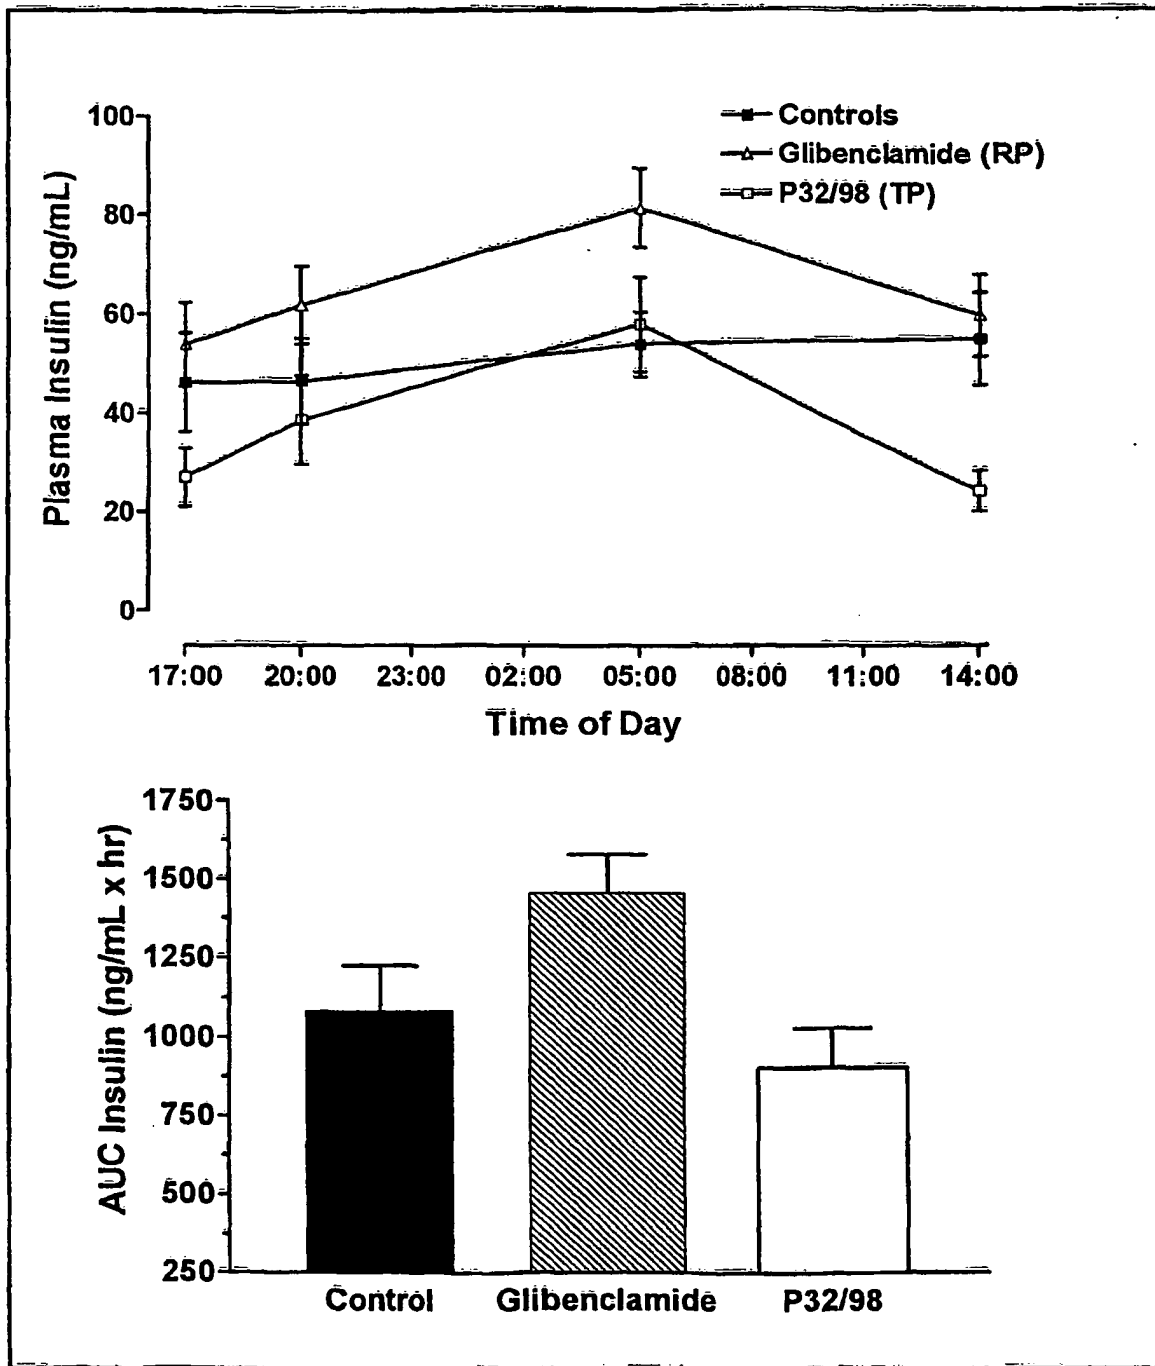 Controls
Glibenclamide (RP)
P32/98 (TP)
Plasma Insulin (ng/mL)
100
80
60
40
20
0
17:00 20:00 23:00 02:00 05:00 08:00 11:00 14:00
Time of Day
AUC Insulin (ng/mL x hr)
1750
1500
1250
1000
750
500
250
Control Glibenclamide P32/98